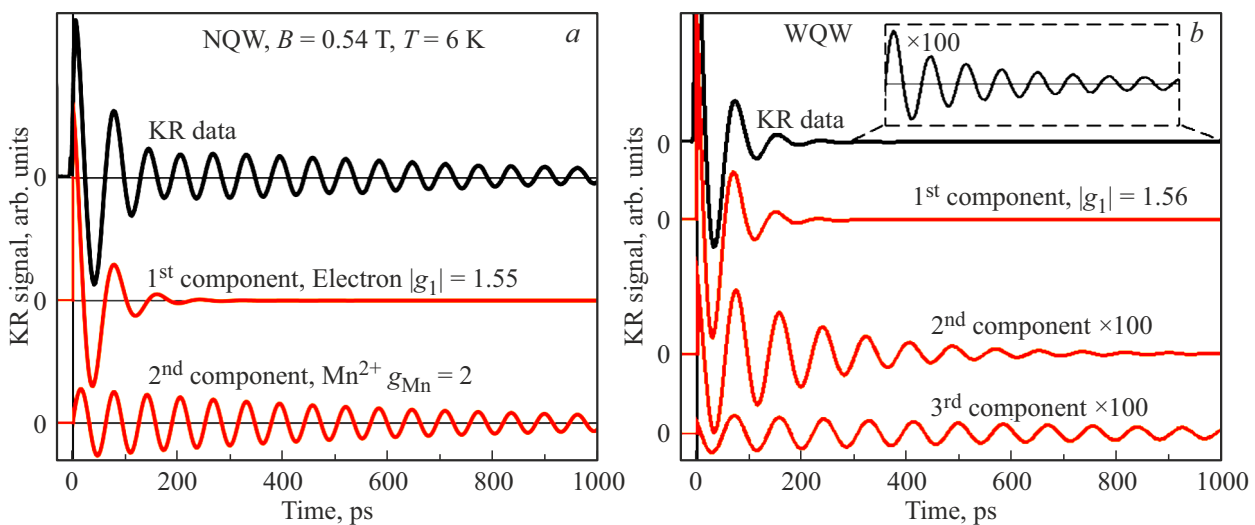 NQW, B = 0.54 T, T = 6 K
a
KR data
KR signal, arb. units
0
0
0
1st component, Electron |g1| = 1.55
2nd component, Mn2+ gMn = 2
0 200 400 600 800 1000
Time, ps
WQW
b
×100
KR data
KR signal, arb. units
0
0
0
0
1st component, |g1| = 1.56
2nd component ×100
3rd component ×100
0 200 400 600 800 1000
Time, ps